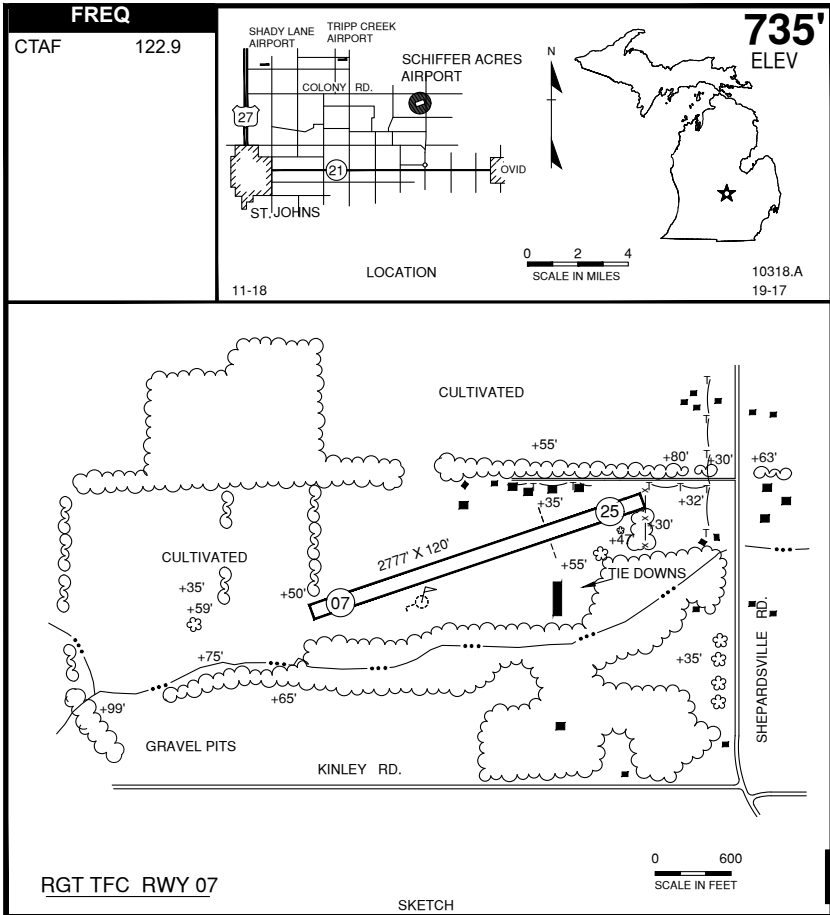 FREQ
CTAF 122.9
SHADY LANE
AIRPORT
TRIPP CREEK
AIRPORT
SCHIFFER ACRES
AIRPORT
COLONY RD.
27
21
OVID
ST. JOHNS
N
735'
ELEV
LOCATION
0 2 4
SCALE IN MILES
11-18
10318.A
19-17
CULTIVATED
T
T
+55'
+80'
+30'
+63'
T
T
T
T
+35'
+32'
25
x
+30'
+47'
x
T
2777' X 120'
CULTIVATED
+55'
TIE DOWNS
+35'
+50'
07
+59'
+75'
+35'
+65'
+99'
SHEPARDSVILLE RD.
GRAVEL PITS
KINLEY RD.
0 600
SCALE IN FEET
RGT TFC RWY 07
SKETCH